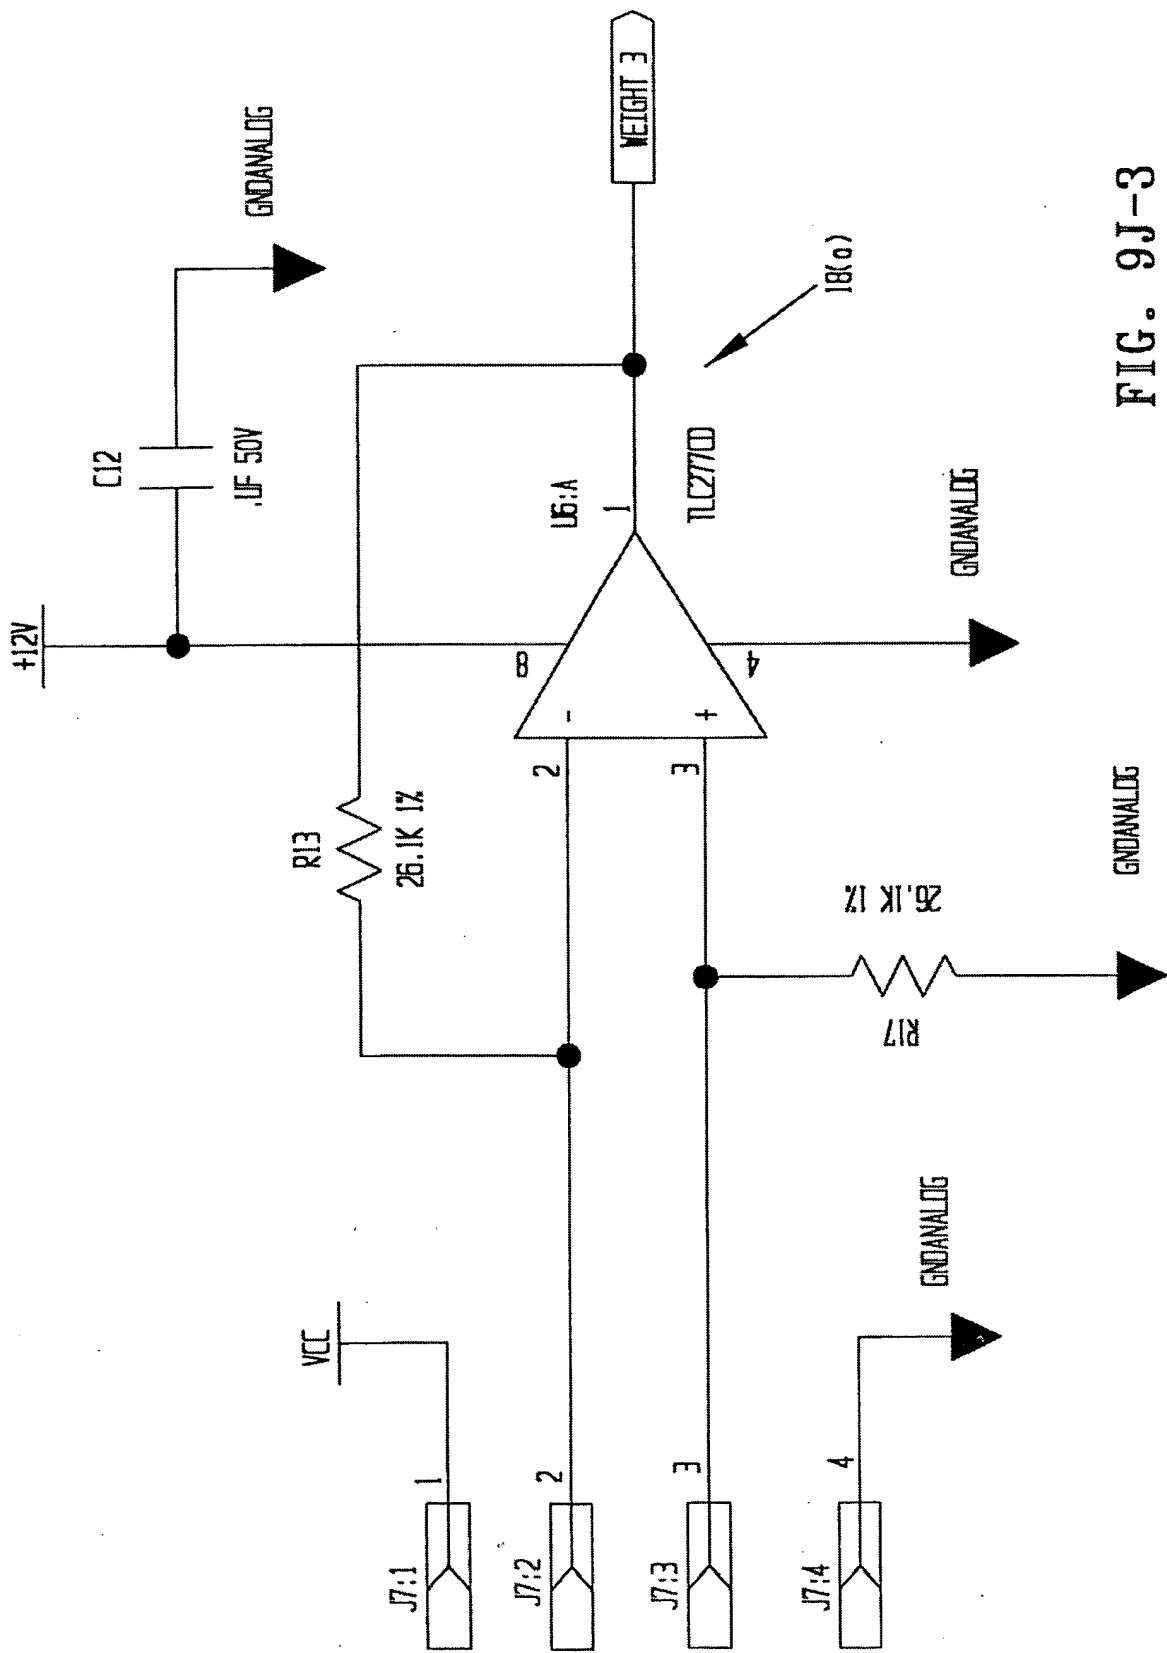 +12V
C12
.1UF 50V
GNDANALOG
R13
26.1K 1%
VCC
J7:1
1
J7:2
2
J7:3
3
J7:4
4
GNDANALOG
2
3
-
+
8
4
U6:A
1
TLC277CD
WEIGHT 3
18(a)
R17
26.1K 1%
GNDANALOG
GNDANALOG
FIG. 9J-3